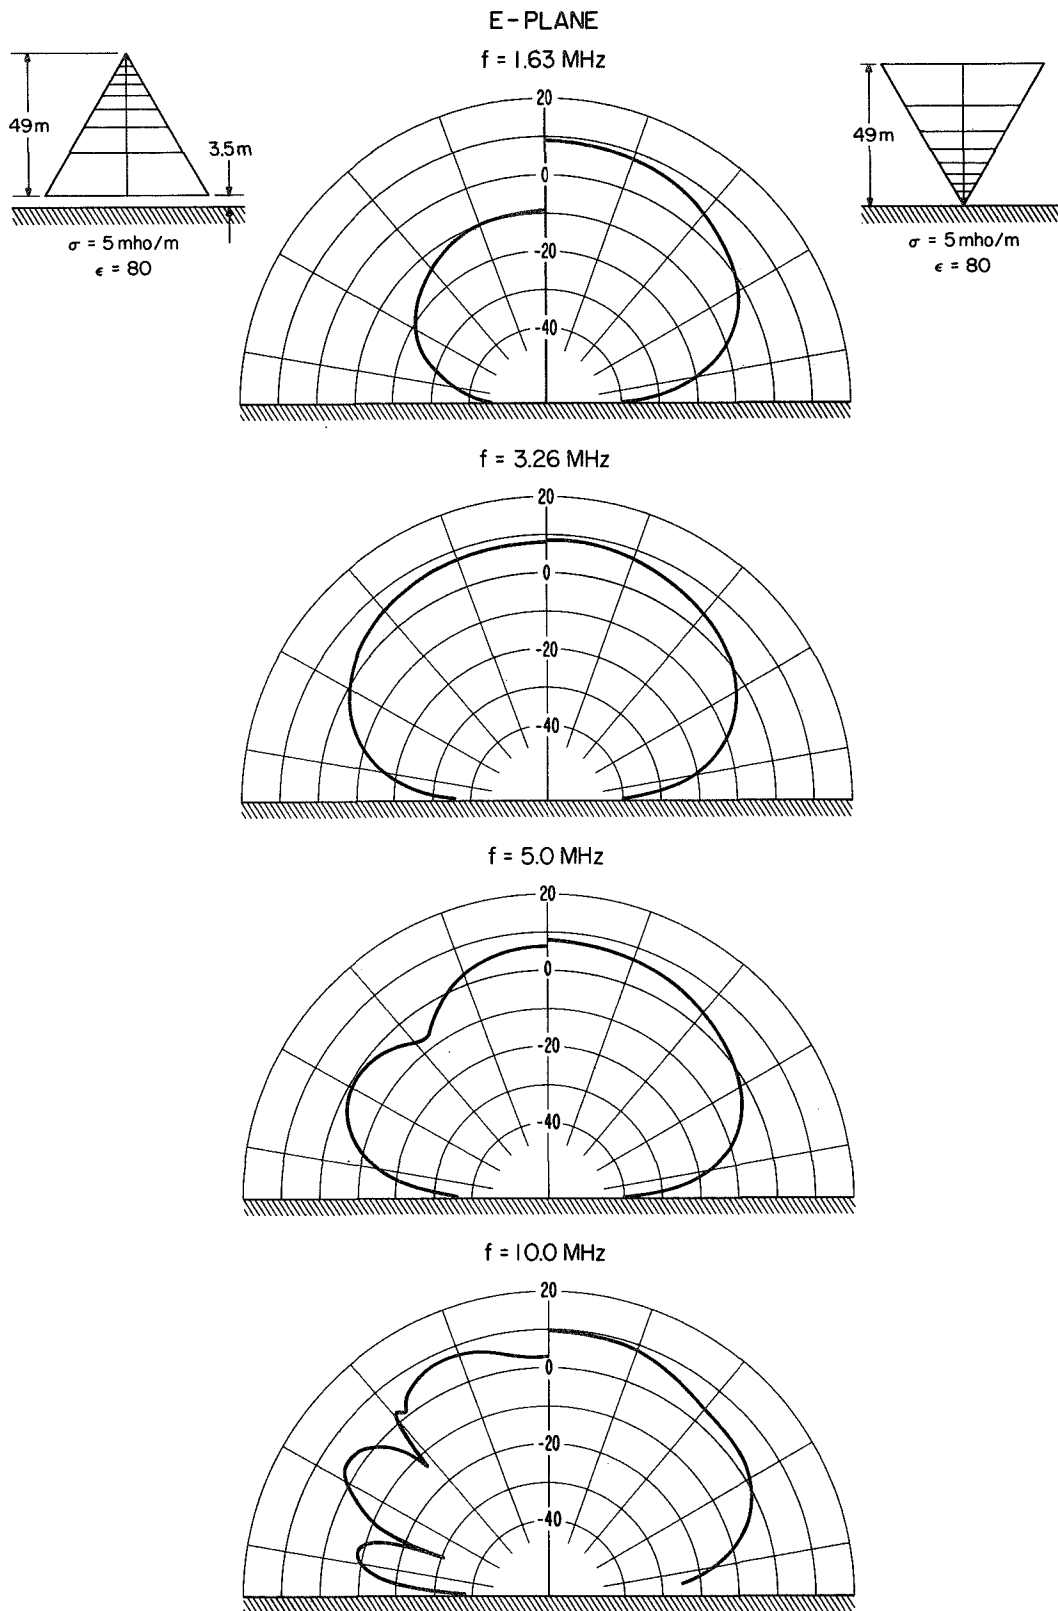 E-PLANE
f = 1.63 MHz
49m
3.5m
σ = 5 mho/m
ϵ = 80
49m
σ = 5 mho/m
ϵ = 80
20
0
-20
-40
f = 3.26 MHz
20
0
-20
-40
f = 5.0 MHz
20
0
-20
-40
f = 10.0 MHz
20
0
-20
-40